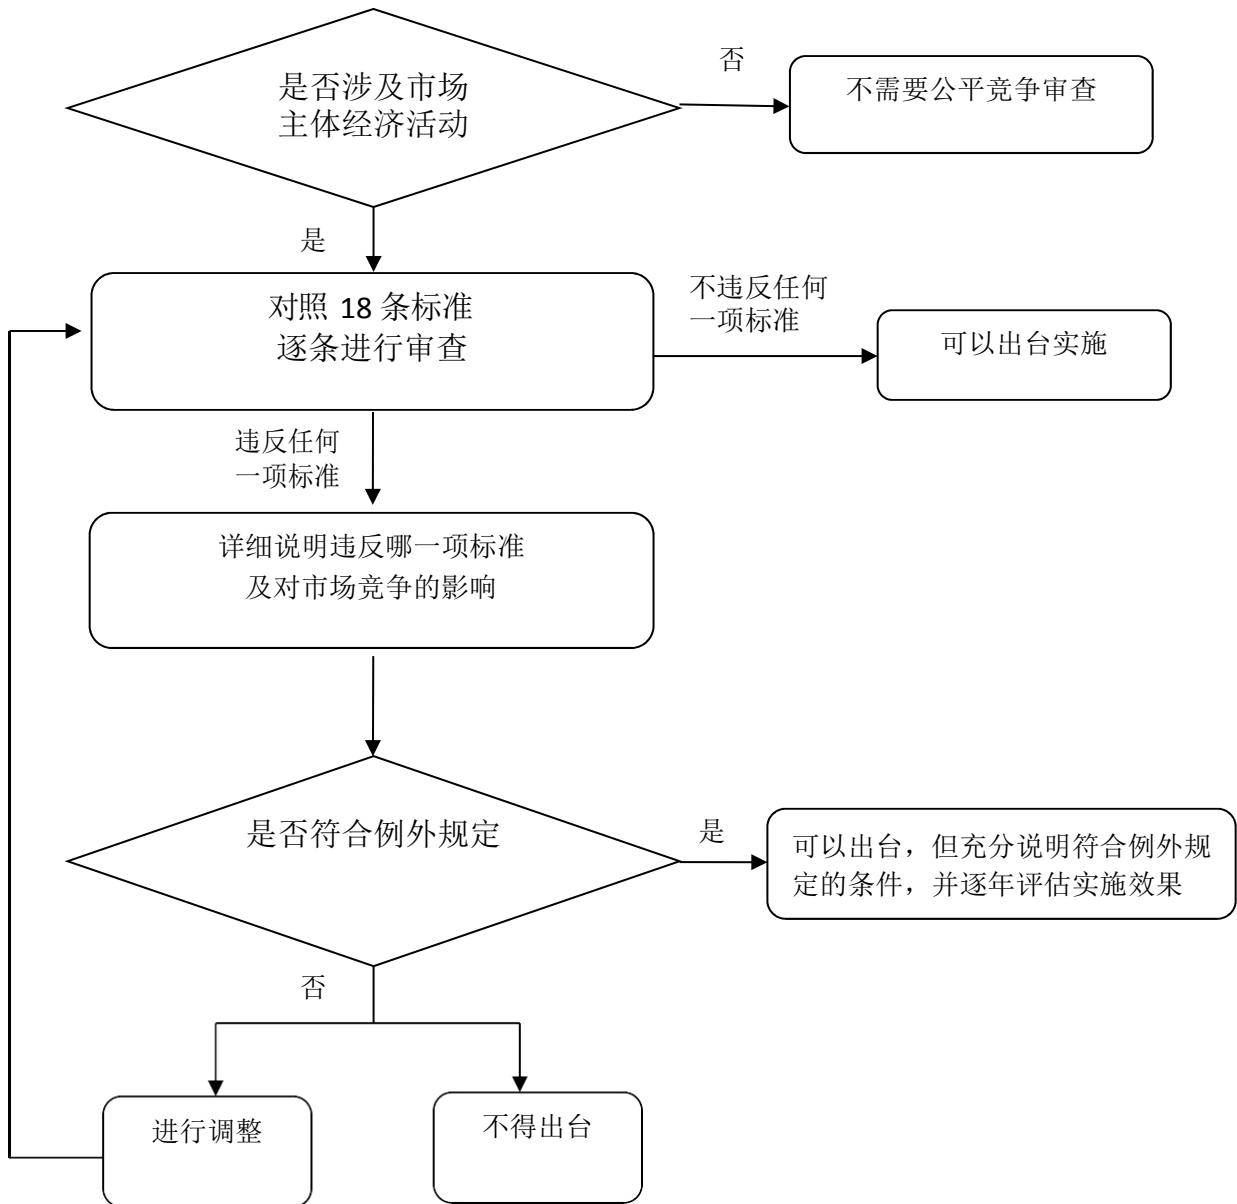 是否涉及市场
主体经济活动
否
不需要公平竞争审查
是
对照 18 条标准
逐条进行审查
不违反任何
一项标准
可以出台实施
违反任何
一项标准
详细说明违反哪一项标准
及对市场竞争的影响
是否符合例外规定
是
可以出台，但充分说明符合例外规
定的条件，并逐年评估实施效果
否
进行调整
不得出台